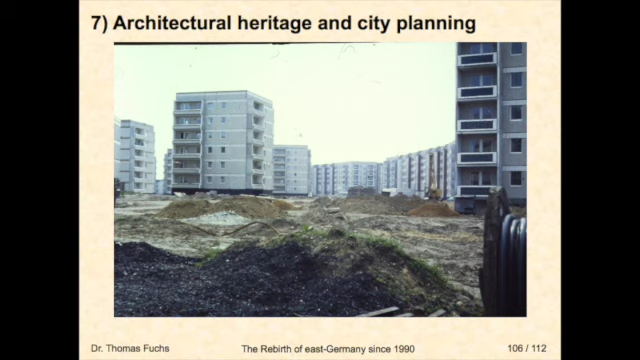 7) Architectural heritage and city planning
Dr. Thomas Fuchs
The Rebirth of east-Germany since 1990
106 / 112